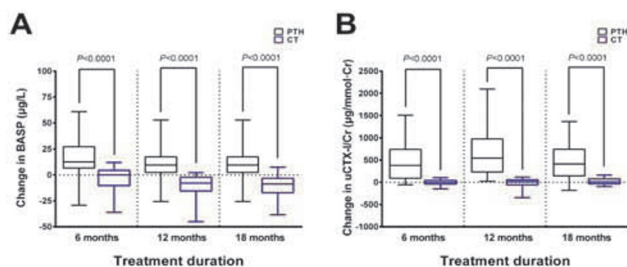 A
PTH
CT
P<0.0001
P<0.0001
P<0.0001
Change in BASP (µg/L)
100
75
50
25
0
-25
-50
6 months
12 months
18 months
Treatment duration
B
PTH
CT
P<0.0001
P<0.0001
P<0.0001
Change in uCTX-I/Cr (µg/mmol·Cr)
2500
2000
1500
1000
500
0
-500
-1000
6 months
12 months
18 months
Treatment duration